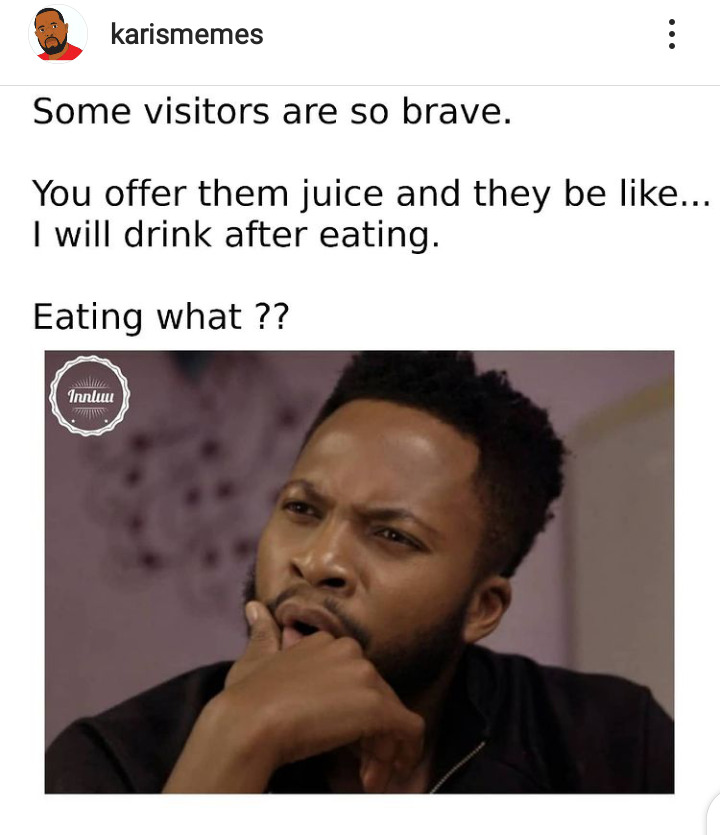 karismemes
Some visitors are so brave.
You offer them juice and they be like...
I will drink after eating.
Eating what ??
Innluu